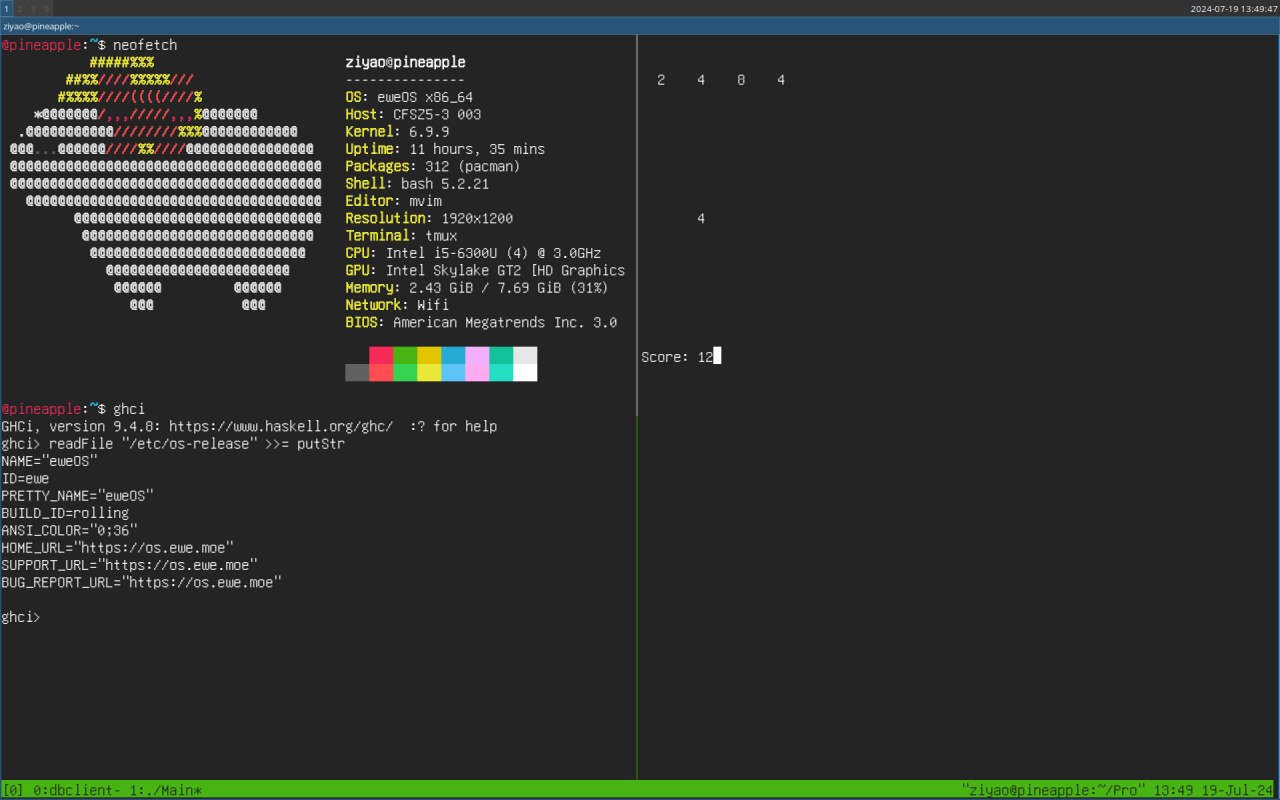 1 2 3 9
2024-07-19 13:49:47
ziyao@pineapple:~
@pineapple:~$ neofetch
#####%%%
##%%////%%%%%///
#%%%%////((((////%
*@@@@@@@/,,,/////,,,%@@@@@@@
.@@@@@@@@@@@////////%%%@@@@@@@@@@@@
@@@...@@@@@@////%%////@@@@@@@@@@@@@@@@
@@@@@@@@@@@@@@@@@@@@@@@@@@@@@@@@@@@@@@@
@@@@@@@@@@@@@@@@@@@@@@@@@@@@@@@@@@@@@@@
@@@@@@@@@@@@@@@@@@@@@@@@@@@@@@@@@@@@@
@@@@@@@@@@@@@@@@@@@@@@@@@@@@@@@
@@@@@@@@@@@@@@@@@@@@@@@@@@@@@
@@@@@@@@@@@@@@@@@@@@@@@@@@@
@@@@@@@@@@@@@@@@@@@@@@@
@@@@@@         @@@@@@
@@@           @@@
ziyao@pineapple
---------------
OS: eweOS x86_64
Host: CFSZ5-3 003
Kernel: 6.9.9
Uptime: 11 hours, 35 mins
Packages: 312 (pacman)
Shell: bash 5.2.21
Editor: mvim
Resolution: 1920x1200
Terminal: tmux
CPU: Intel i5-6300U (4) @ 3.0GHz
GPU: Intel Skylake GT2 [HD Graphics
Memory: 2.43 GiB / 7.69 GiB (31%)
Network: Wifi
BIOS: American Megatrends Inc. 3.0
@pineapple:~$ ghci
GHCi, version 9.4.8: https://www.haskell.org/ghc/  :? for help
ghci> readFile "/etc/os-release" >>= putStr
NAME="eweOS"
ID=ewe
PRETTY_NAME="eweOS"
BUILD_ID=rolling
ANSI_COLOR="0;36"
HOME_URL="https://os.ewe.moe"
SUPPORT_URL="https://os.ewe.moe"
BUG_REPORT_URL="https://os.ewe.moe"
ghci>
2    4    8    4
4
Score: 12
[0] 0:dbclient- 1:./Main*
"ziyao@pineapple:~/Pro" 13:49 19-Jul-24